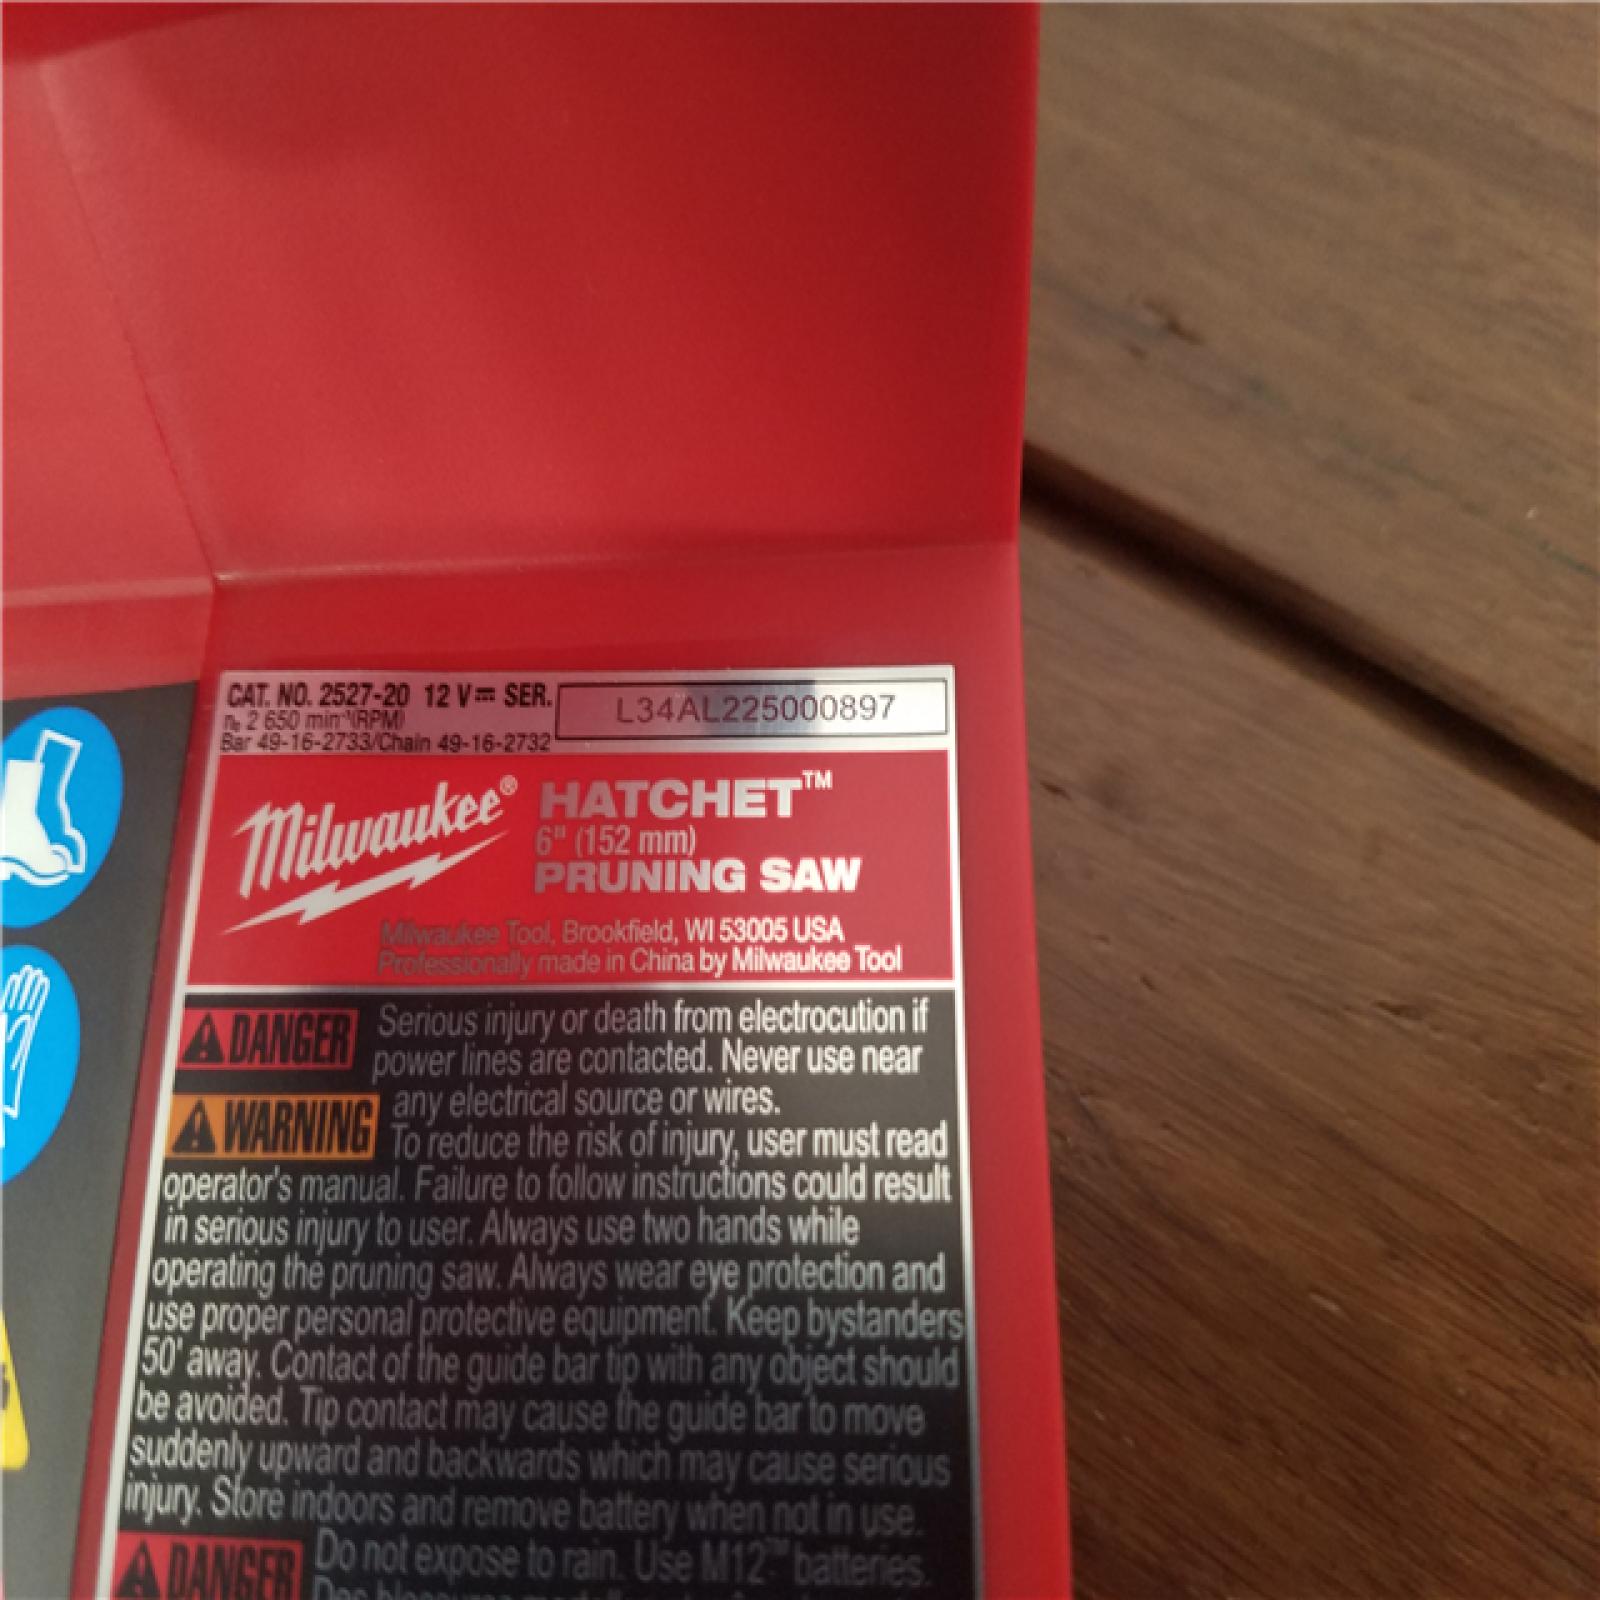 CAT. NO. 2527-20 12 V⎓ SER. L34AL225000897
n₀ 2 650 min⁻¹(RPM)
Bar 49-16-2733/Chain 49-16-2732
Milwaukee® HATCHET™
6" (152 mm)
PRUNING SAW
Milwaukee Tool, Brookfield, WI 53005 USA
Professionally made in China by Milwaukee Tool
DANGER Serious injury or death from electrocution if
power lines are contacted. Never use near
any electrical source or wires.
WARNING To reduce the risk of injury, user must read
operator's manual. Failure to follow instructions could result
in serious injury to user. Always use two hands while
operating the pruning saw. Always wear eye protection and
use proper personal protective equipment. Keep bystanders
50' away. Contact of the guide bar tip with any object should
be avoided. Tip contact may cause the guide bar to move
suddenly upward and backwards which may cause serious
injury. Store indoors and remove battery when not in use.
DANGER Do not expose to rain. Use M12™ batteries.
Des blessures